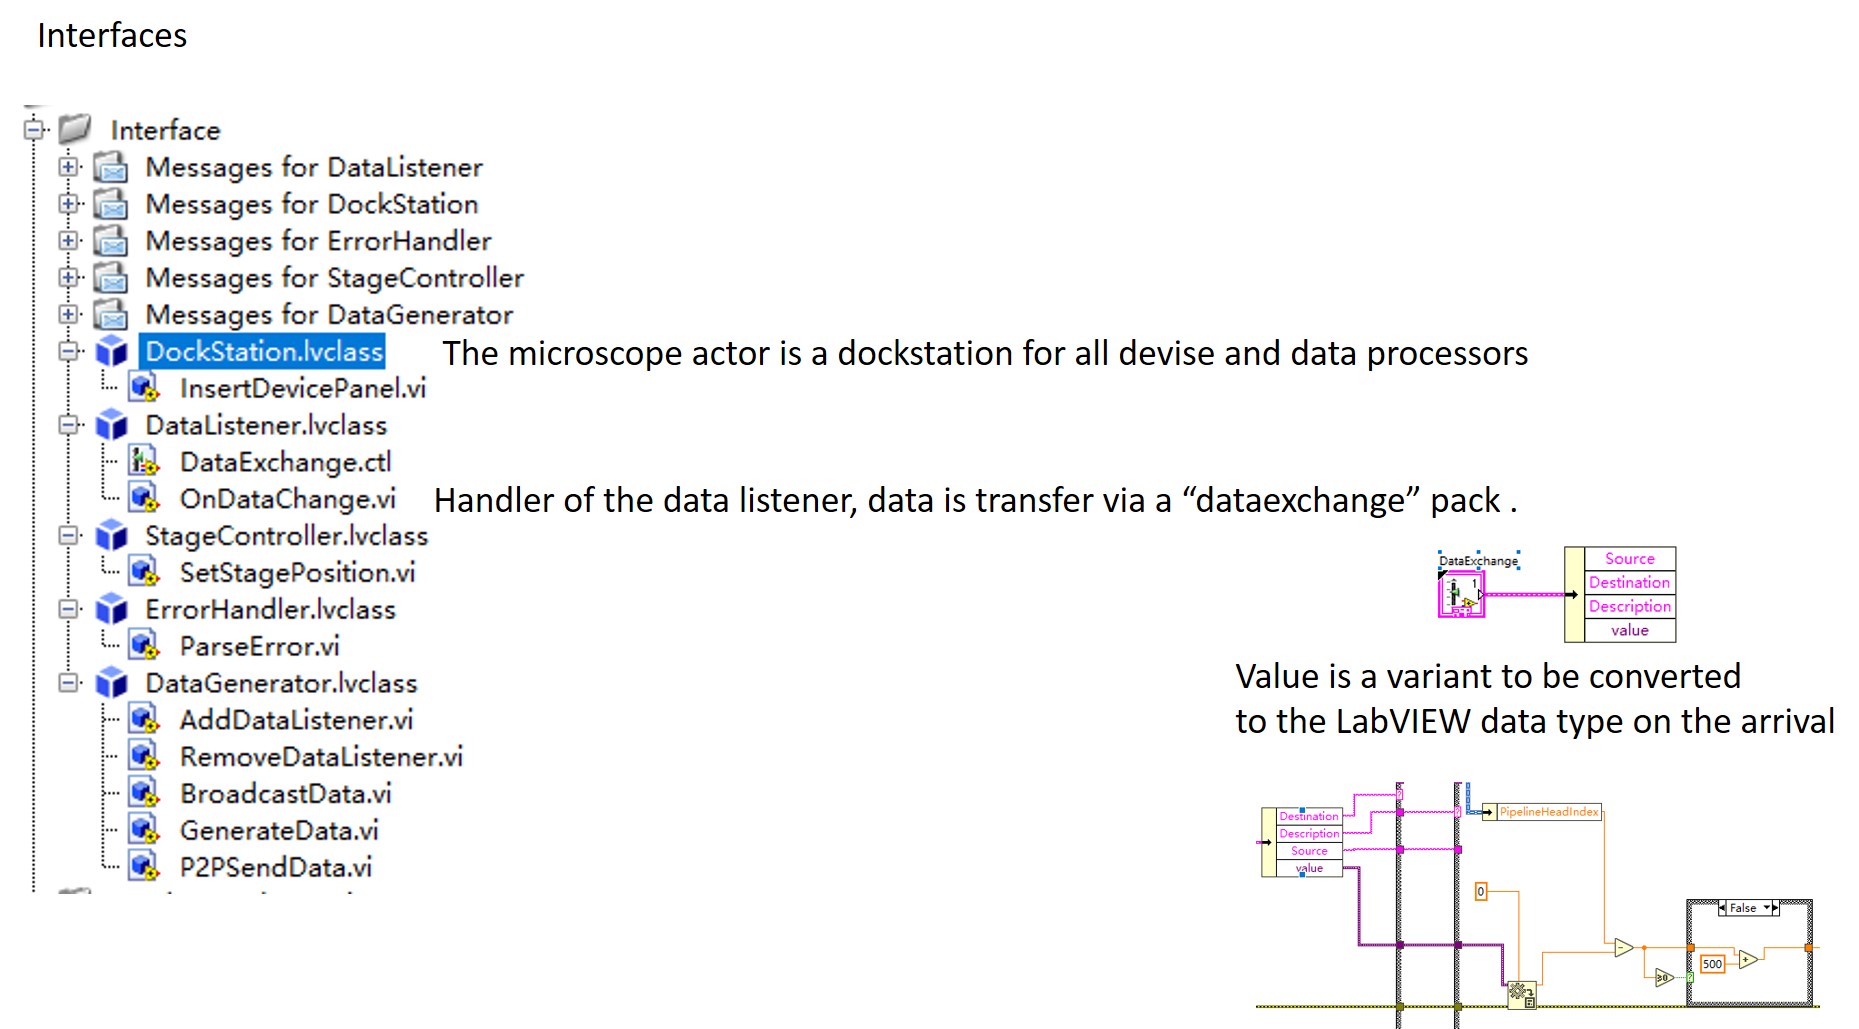 Interfaces
Interface
Messages for DataListener
Messages for DockStation
Messages for ErrorHandler
Messages for StageController
Messages for DataGenerator
DockStation.lvclass
The microscope actor is a dockstation for all devise and data processors
InsertDevicePanel.vi
DataListener.lvclass
DataExchange.ctl
OnDataChange.vi
Handler of the data listener, data is transfer via a “dataexchange” pack .
StageController.lvclass
SetStagePosition.vi
ErrorHandler.lvclass
ParseError.vi
DataGenerator.lvclass
AddDataListener.vi
RemoveDataListener.vi
BroadcastData.vi
GenerateData.vi
P2PSendData.vi
DataExchange
1
Source
Destination
Description
value
Value is a variant to be converted
to the LabVIEW data type on the arrival
Destination
Description
Source
value
PipelineHeadIndex
0
False
500
≥0
?